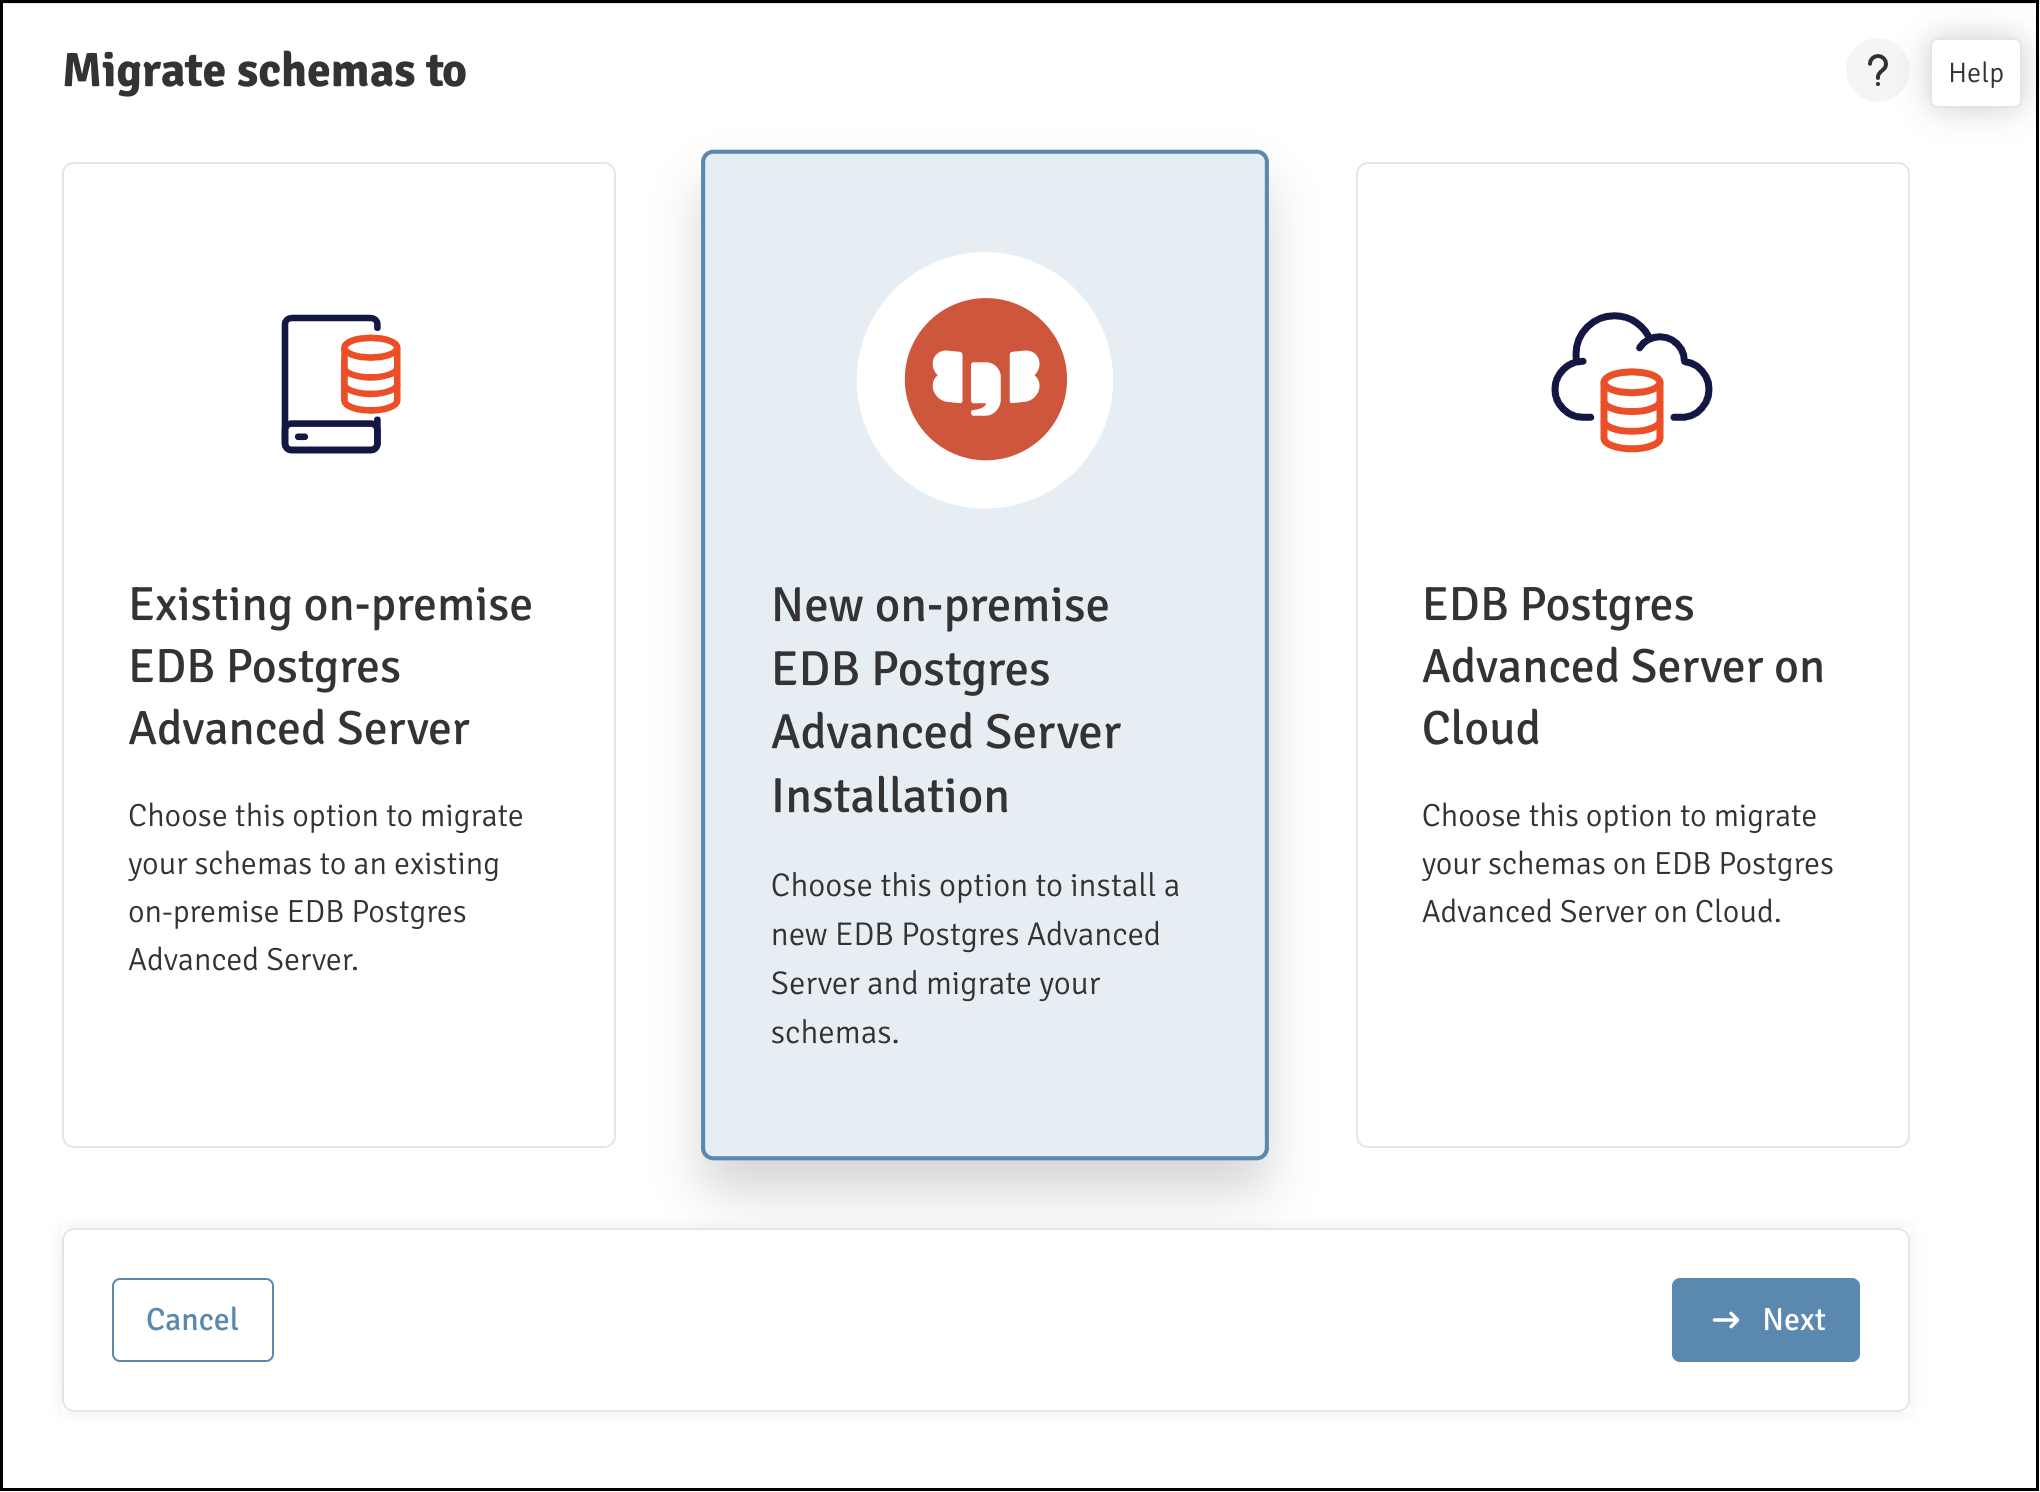 Migrate schemas to
?
Help
Existing on-premise
EDB Postgres
Advanced Server
Choose this option to migrate
your schemas to an existing
on-premise EDB Postgres
Advanced Server.
New on-premise
EDB Postgres
Advanced Server
Installation
Choose this option to install a
new EDB Postgres Advanced
Server and migrate your
schemas.
EDB Postgres
Advanced Server on
Cloud
Choose this option to migrate
your schemas on EDB Postgres
Advanced Server on Cloud.
Cancel
→ Next